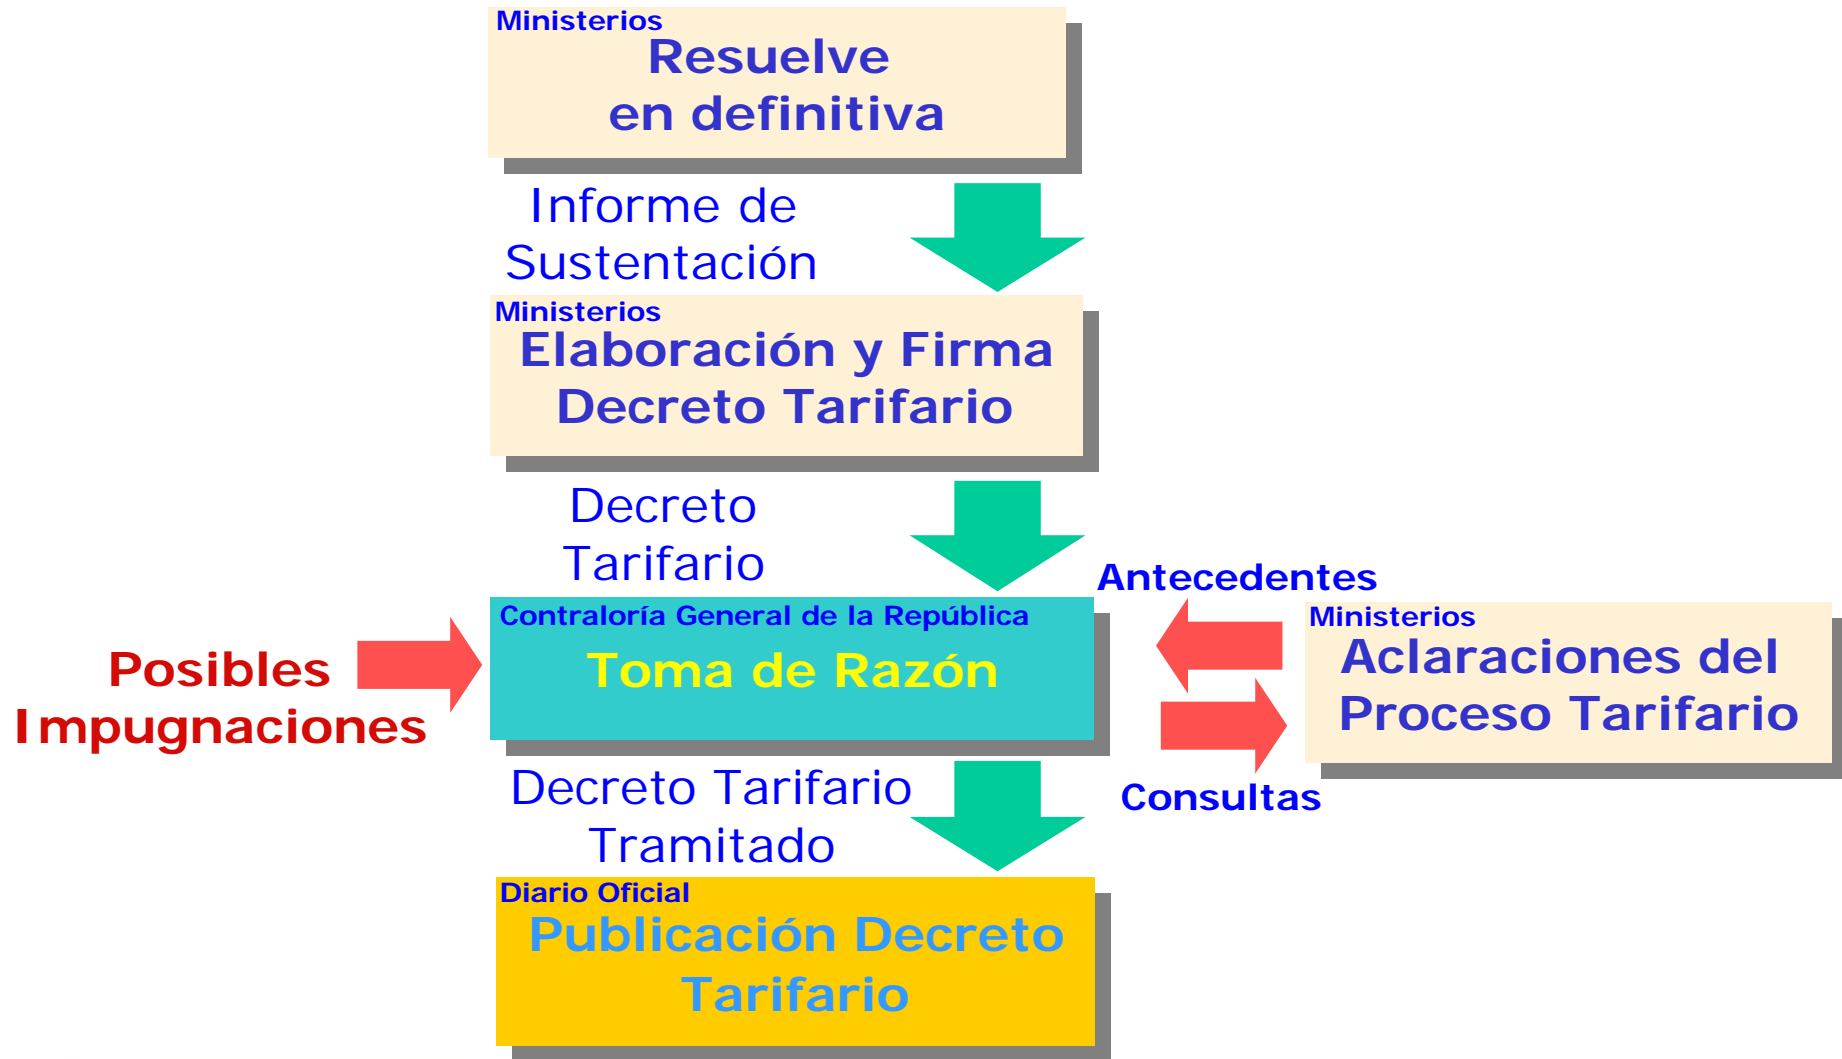 Ministerios
Resuelve
en definitiva
Informe de
Sustentación
Ministerios
Elaboración y Firma
Decreto Tarifario
Decreto
Tarifario
Antecedentes
Contraloría General de la República
Toma de Razón
Posibles
Impugnaciones
Ministerios
Aclaraciones del
Proceso Tarifario
Consultas
Decreto Tarifario
Tramitado
Diario Oficial
Publicación Decreto
Tarifario